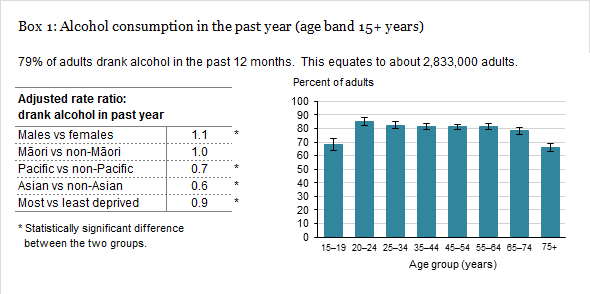 Box 1: Alcohol consumption in the past year (age band 15+ years)
79% of adults drank alcohol in the past 12 months.  This equates to about 2,833,000 adults.
Adjusted rate ratio:
drank alcohol in past year
Males vs females 1.1 *
Māori vs non-Māori 1.0
Pacific vs non-Pacific 0.7 *
Asian vs non-Asian 0.6 *
Most vs least deprived 0.9 *
* Statistically significant difference
between the two groups.
Percent of adults
100
90
80
70
60
50
40
30
20
10
0
15–19 20–24 25–34 35–44 45–54 55–64 65–74 75+
Age group (years)